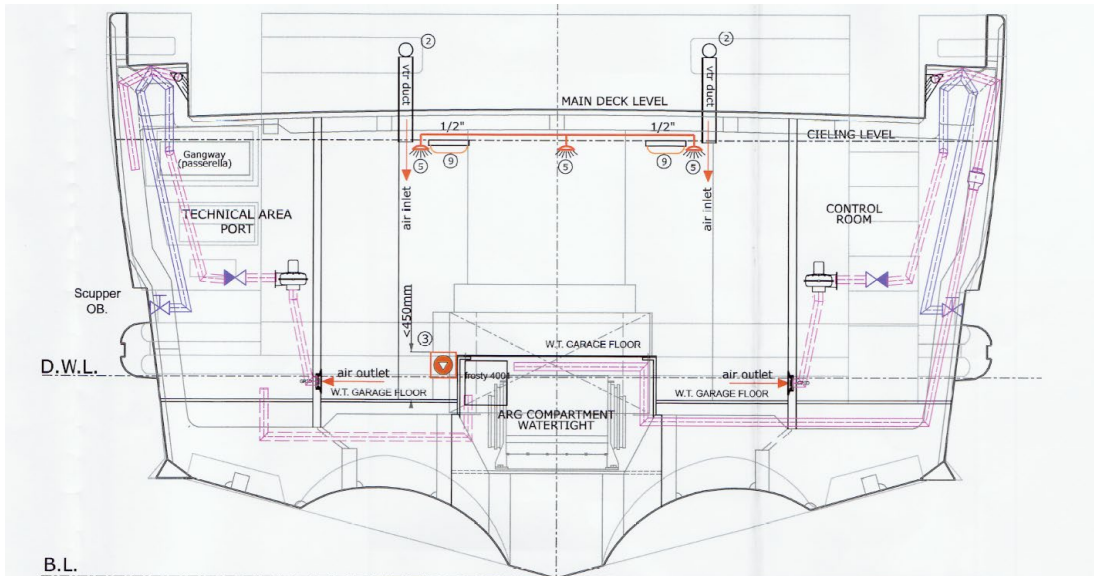 2
2
vtr duct
vtr duct
MAIN DECK LEVEL
1/2"
1/2"
CIELING LEVEL
Gangway
(passerella)
5
9
5
9
5
air inlet
air inlet
TECHNICAL AREA
PORT
CONTROL
ROOM
Scupper
OB.
<450mm
3
W.T. GARAGE FLOOR
D.W.L.
air outlet
frosty 400t
air outlet
W.T. GARAGE FLOOR
W.T. GARAGE FLOOR
ARG COMPARTMENT
WATERTIGHT
B.L.